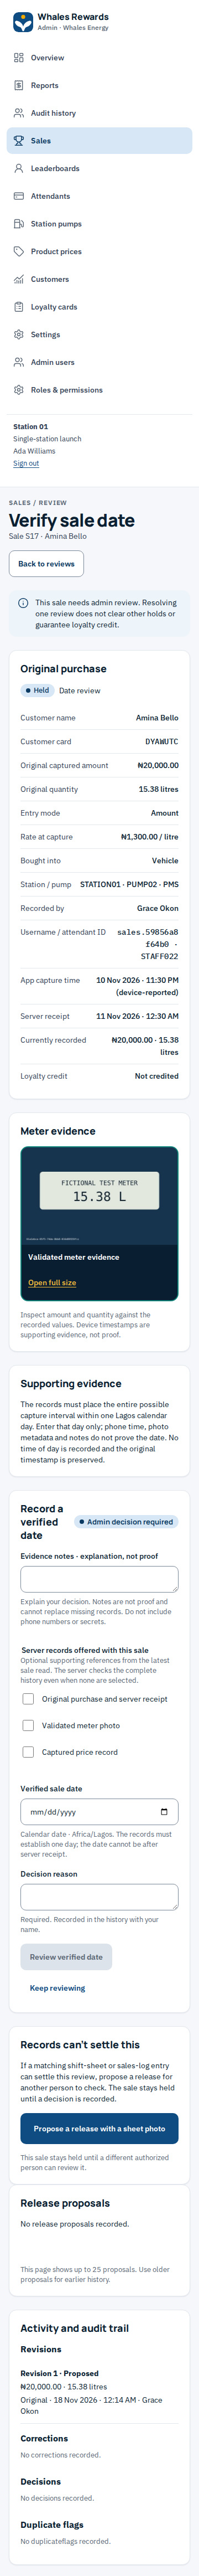 Whales Rewards
Admin · Whales Energy
Overview
Reports
Audit history
Sales
Leaderboards
Attendants
Station pumps
Product prices
Customers
Loyalty cards
Settings
Admin users
Roles & permissions
Station 01
Single-station launch
Ada Williams
Sign out
SALES / REVIEW
Verify sale date
Sale S17 · Amina Bello
Back to reviews
This sale needs admin review. Resolving
one review does not clear other holds or
guarantee loyalty credit.
Original purchase
Held Date review
Customer name Amina Bello
Customer card DYAWUTC
Original captured amount ₦20,000.00
Original quantity 15.38 litres
Entry mode Amount
Rate at capture ₦1,300.00 / litre
Bought into Vehicle
Station / pump STATION01 · PUMP02 · PMS
Recorded by Grace Okon
Username / attendant ID sales.59856a8
f64b0 ·
STAFF022
App capture time 10 Nov 2026 · 11:30 PM
(device-reported)
Server receipt 11 Nov 2026 · 12:30 AM
Currently recorded ₦20,000.00 · 15.38
litres
Loyalty credit Not credited
Meter evidence
FICTIONAL TEST METER
15.38 L
Validated meter evidence
Open full size
Inspect amount and quantity against the
recorded values. Device timestamps are
supporting evidence, not proof.
Supporting evidence
The records must place the entire possible
capture interval within one Lagos calendar
day. Enter that day only; phone time, photo
metadata and notes do not prove the date. No
time of day is recorded and the original
timestamp is preserved.
Record a
verified
date
Admin decision required
Evidence notes · explanation, not proof
Explain your decision. Notes are not proof and
cannot replace missing records. Do not include
phone numbers or secrets.
Server records offered with this sale
Optional supporting references from the latest
sale read. The server checks the complete
history even when none are selected.
Original purchase and server receipt
Validated meter photo
Captured price record
Verified sale date
mm/dd/yyyy
Calendar date · Africa/Lagos. The records must
establish one day; the date cannot be after
server receipt.
Decision reason
Required. Recorded in the history with your
name.
Review verified date
Keep reviewing
Records can't settle this
If a matching shift-sheet or sales-log entry
can settle this review, propose a release for
another person to check. The sale stays held
until a decision is recorded.
Propose a release with a sheet photo
This sale stays held until a different authorized
person can review it.
Release proposals
No release proposals recorded.
This page shows up to 25 proposals. Use older
proposals for earlier history.
Activity and audit trail
Revisions
Revision 1 · Proposed
₦20,000.00 · 15.38 litres
Original · 18 Nov 2026 · 12:14 AM · Grace
Okon
Corrections
No corrections recorded.
Decisions
No decisions recorded.
Duplicate flags
No duplicateflags recorded.